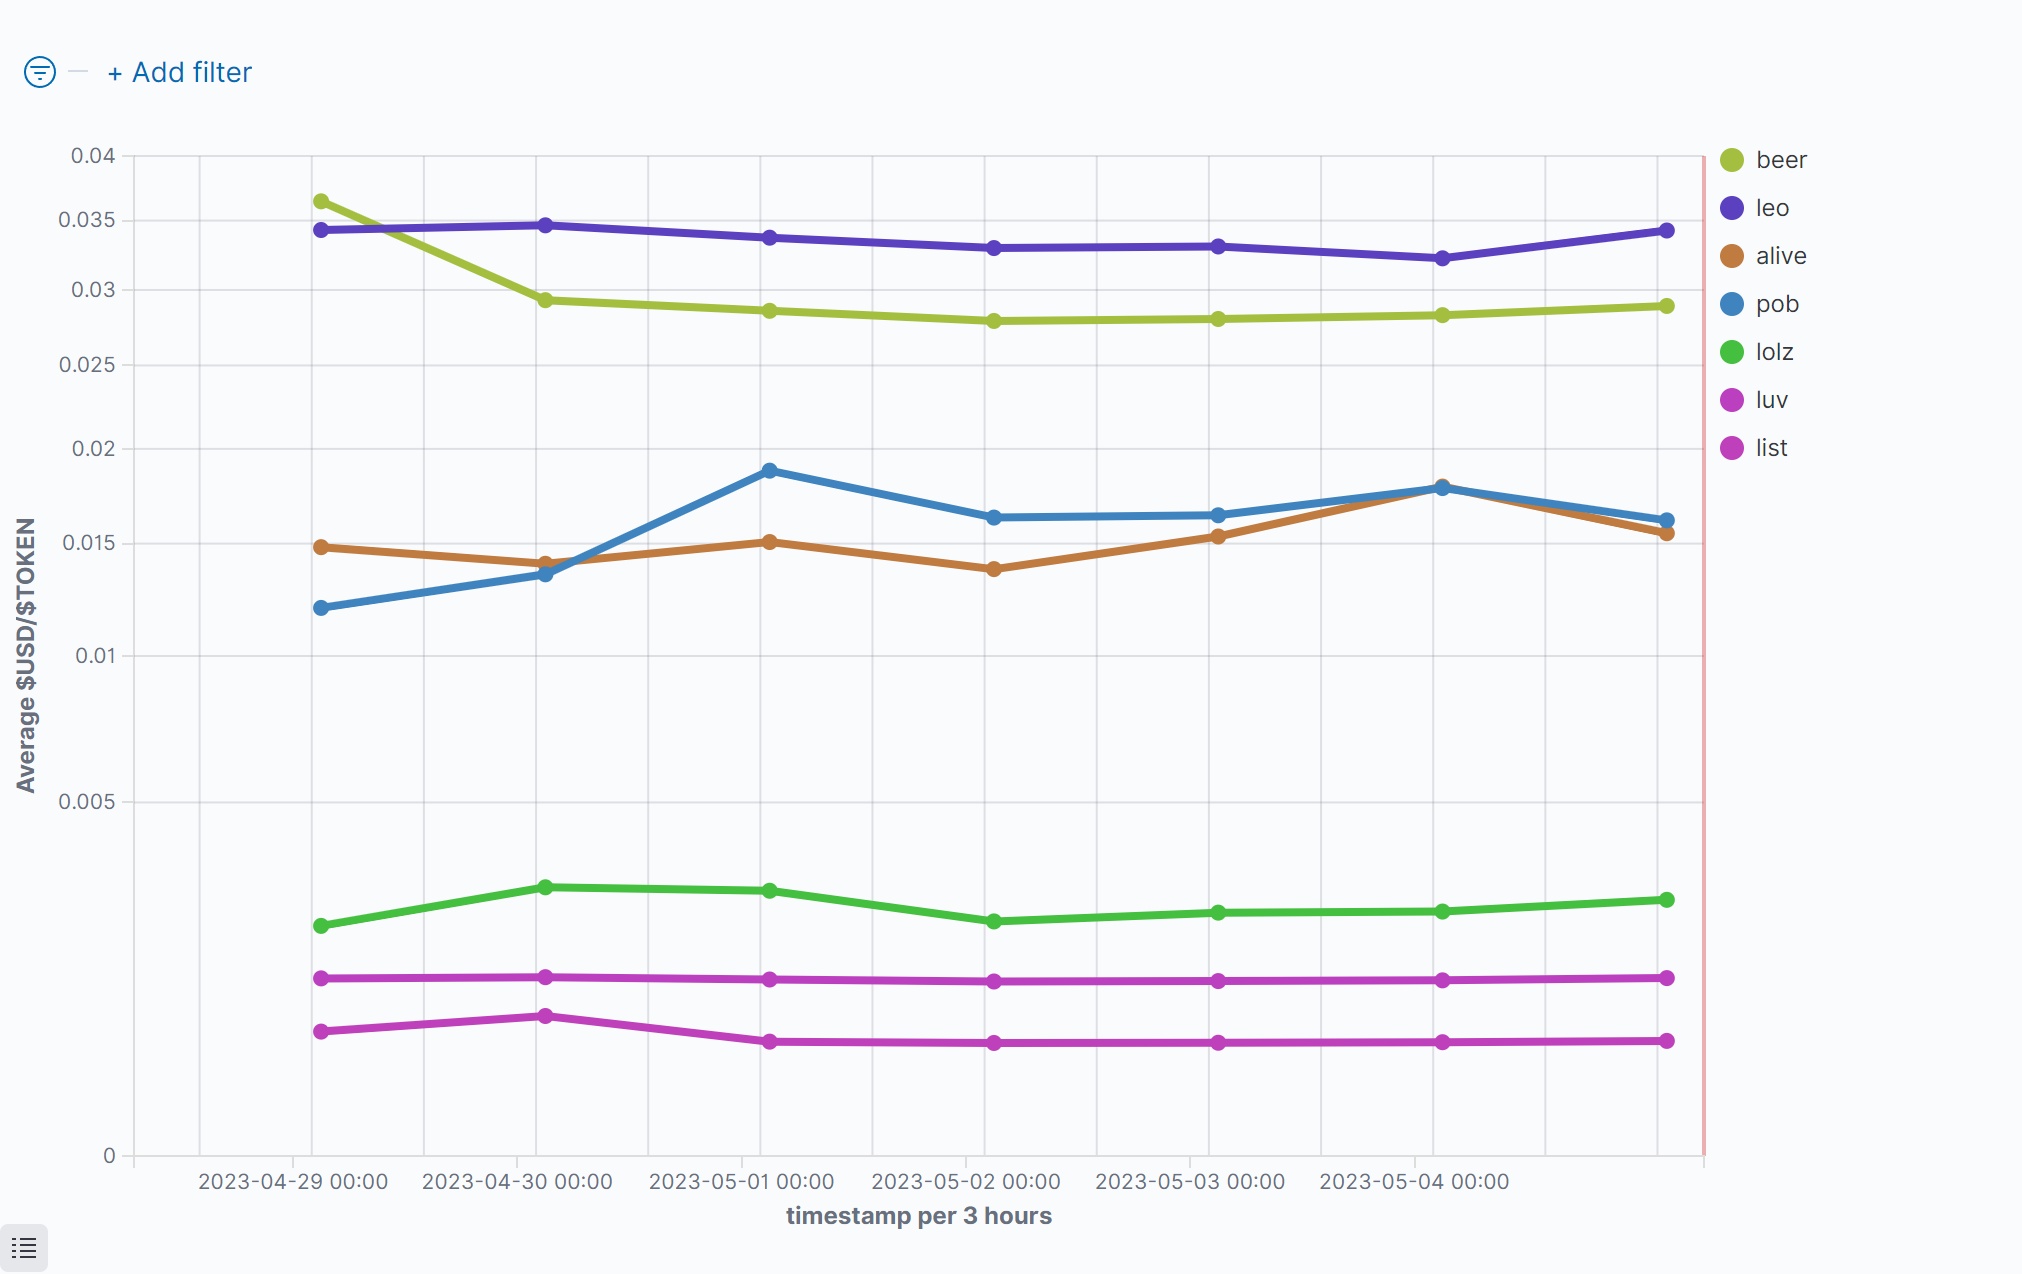 + Add filter
0.04
0.035
0.03
0.025
0.02
0.015
0.01
0.005
0
Average $USD/$TOKEN
2023-04-29 00:00
2023-04-30 00:00
2023-05-01 00:00
2023-05-02 00:00
2023-05-03 00:00
2023-05-04 00:00
timestamp per 3 hours
beer
leo
alive
pob
lolz
luv
list